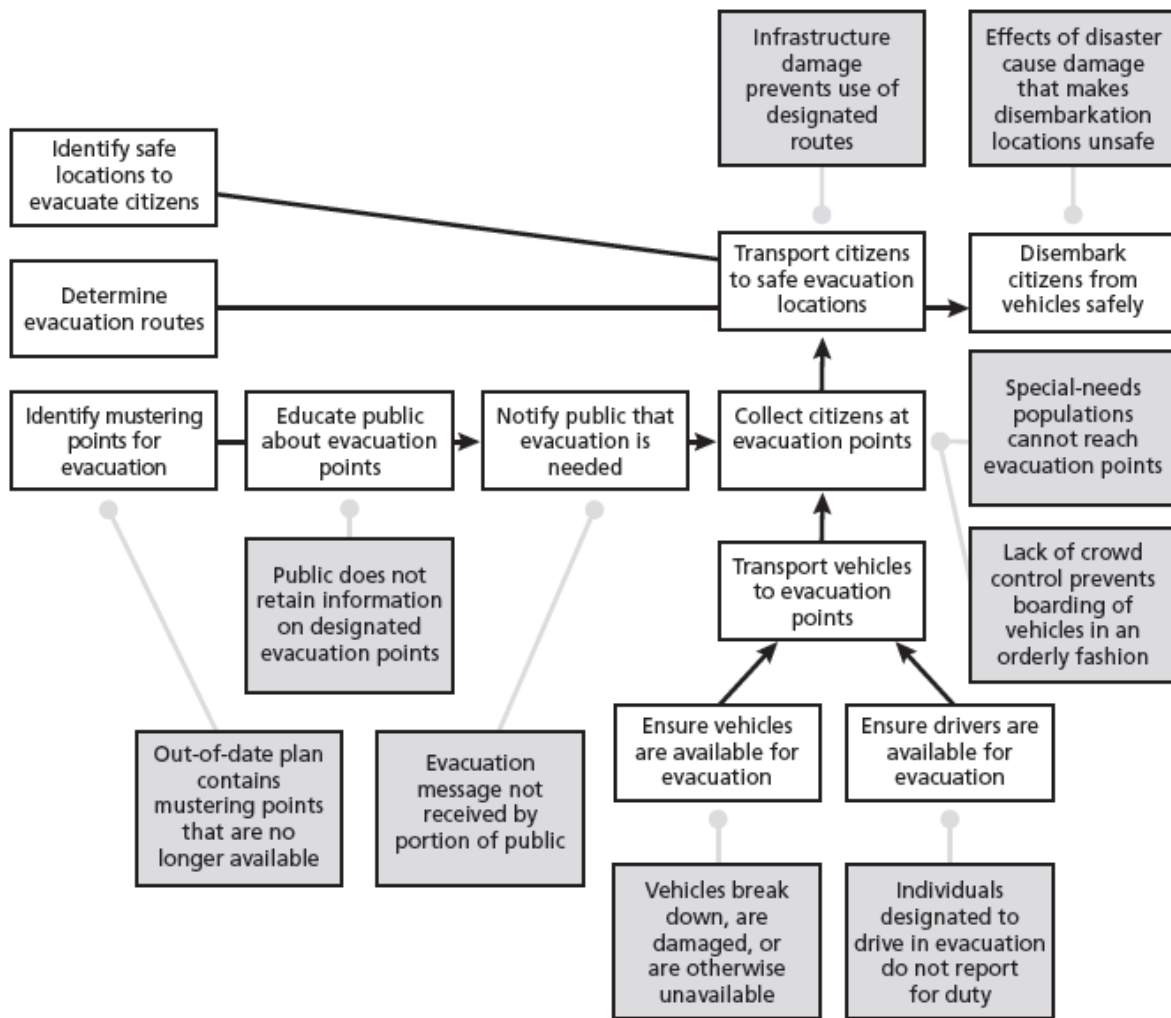 Infrastructure
damage
prevents use of
designated
routes
Effects of disaster
cause damage
that makes
disembarkation
locations unsafe
Identify safe
locations to
evacuate citizens
Transport citizens
to safe evacuation
locations
Disembark
citizens from
vehicles safely
Determine
evacuation routes
Identify mustering
points for
evacuation
Educate public
about evacuation
points
Notify public that
evacuation is
needed
Collect citizens at
evacuation points
Special-needs
populations
cannot reach
evacuation points
Public does not
retain information
on designated
evacuation points
Transport vehicles
to evacuation
points
Lack of crowd
control prevents
boarding of
vehicles in an
orderly fashion
Out-of-date plan
contains
mustering points
that are no
longer available
Evacuation
message not
received by
portion of public
Ensure vehicles
are available for
evacuation
Ensure drivers are
available for
evacuation
Vehicles break
down, are
damaged, or
are otherwise
unavailable
Individuals
designated to
drive in evacuation
do not report
for duty